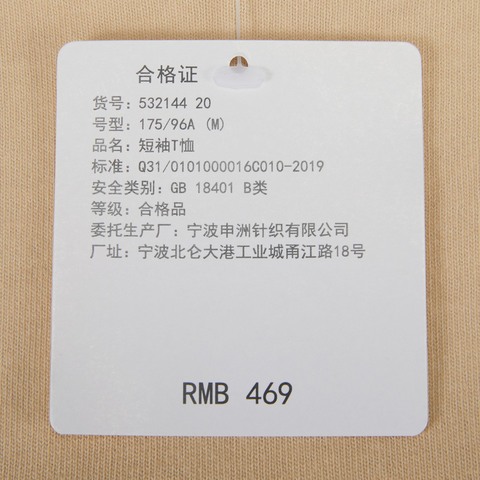 合格证
货号：532144 20
号型：175/96A (M)
品名：短袖T恤
标准：Q31/0101000016C010-2019
安全类别：GB 18401 B类
等级：合格品
委托生产厂：宁波申洲针织有限公司
厂址：宁波北仑大港工业城甬江路18号
RMB 469